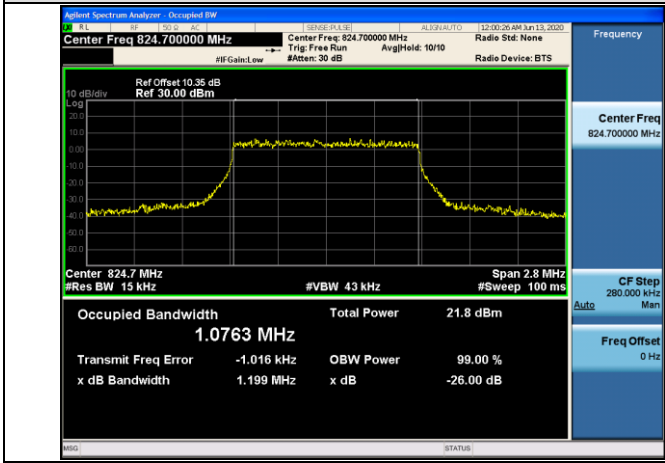 Agilent Spectrum Analyzer - Occupied BW
RL RF 50 Ω AC SENSE:PULSE ALIGNAUTO 12:00:26 AM Jun 13, 2020
Center Freq 824.700000 MHz Center Freq: 824.700000 MHz Radio Std: None
Trig: Free Run Avg|Hold: 10/10
#IFGain:Low #Atten: 30 dB Radio Device: BTS
Frequency
Ref Offset 10.35 dB
10 dB/div Ref 30.00 dBm
Log
20.0
10.0
0.00
-10.0
-20.0
-30.0
-40.0
-50.0
-60.0
Center 824.7 MHz Span 2.8 MHz
#Res BW 15 kHz #VBW 43 kHz #Sweep 100 ms
Occupied Bandwidth Total Power 21.8 dBm
1.0763 MHz
Transmit Freq Error -1.016 kHz OBW Power 99.00 %
x dB Bandwidth 1.199 MHz x dB -26.00 dB
Center Freq
824.700000 MHz
CF Step
280.000 kHz
Auto Man
Freq Offset
0 Hz
MSG STATUS